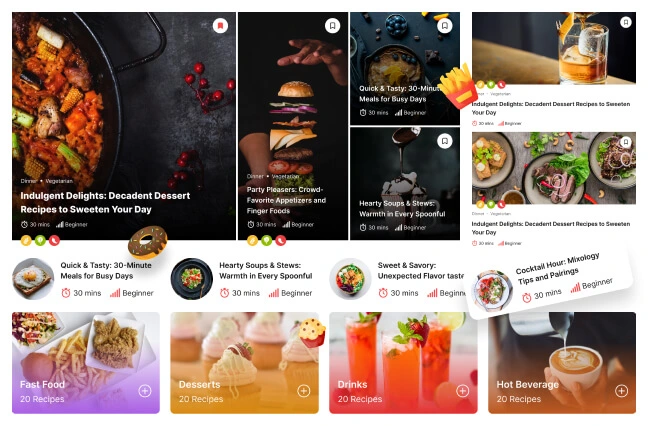 Dinner • Vegetarian
Indulgent Delights: Decadent Dessert
Recipes to Sweeten Your Day
30 mins Beginner
Dinner • Vegetarian
Party Pleasers: Crowd-
Favorite Appetizers and
Finger Foods
30 mins Beginner
Quick & Tasty: 30-Minute
Meals for Busy Days
30 mins Beginner
Hearty Soups & Stews:
Warmth in Every Spoonful
30 mins Beginner
Dinner • Vegetarian
Indulgent Delights: Decadent Dessert Recipes to Sweeten
Your Day
30 mins Beginner
Dinner • Vegetarian
Indulgent Delights: Decadent Dessert Recipes to Sweeten
Your Day
30 mins Beginner
Quick & Tasty: 30-Minute
Meals for Busy Days
30 mins Beginner
Hearty Soups & Stews:
Warmth in Every Spoonful
30 mins Beginner
Sweet & Savory:
Unexpected Flavor taste
30 mins Beginner
Cocktail Hour: Mixology
Tips and Pairings
30 mins Beginner
Fast Food
20 Recipes
Desserts
20 Recipes
Drinks
20 Recipes
Hot Beverage
20 Recipes